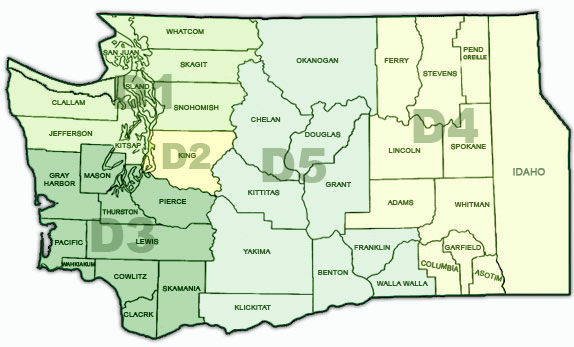 WHATCOM
SAN JUAN
SKAGIT
ISLAND
D1
SNOHOMISH
CLALLAM
JEFFERSON
KITSAP
KING
D2
GRAY
HARBOR
MASON
THURSTON
PIERCE
PACIFIC
D3
LEWIS
WAHKIAKUM
COWLITZ
SKAMANIA
CLACRK
OKANOGAN
CHELAN
DOUGLAS
D5
KITTITAS
GRANT
YAKIMA
BENTON
KLICKITAT
FERRY
STEVENS
PEND
OREILLE
D4
LINCOLN
SPOKANE
ADAMS
WHITMAN
FRANKLIN
WALLA WALLA
COLUMBIA
GARFIELD
ASOTIM
IDAHO